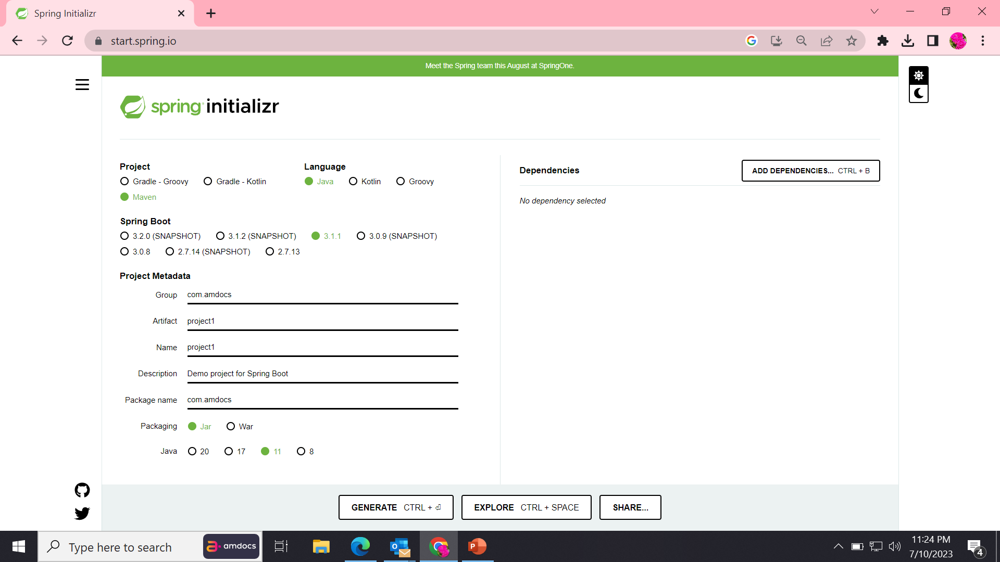 Spring Initializr
start.spring.io
Meet the Spring team this August at SpringOne.
spring initializr
Project
Gradle - Groovy Gradle - Kotlin
Maven
Language
Java Kotlin Groovy
Spring Boot
3.2.0 (SNAPSHOT) 3.1.2 (SNAPSHOT) 3.1.1 3.0.9 (SNAPSHOT)
3.0.8 2.7.14 (SNAPSHOT) 2.7.13
Project Metadata
Group com.amdocs
Artifact project1
Name project1
Description Demo project for Spring Boot
Package name com.amdocs
Packaging Jar War
Java 20 17 11 8
Dependencies
ADD DEPENDENCIES... CTRL + B
No dependency selected
GENERATE CTRL + ⏎
EXPLORE CTRL + SPACE
SHARE...
Type here to search
amdocs
11:24 PM
7/10/2023
4